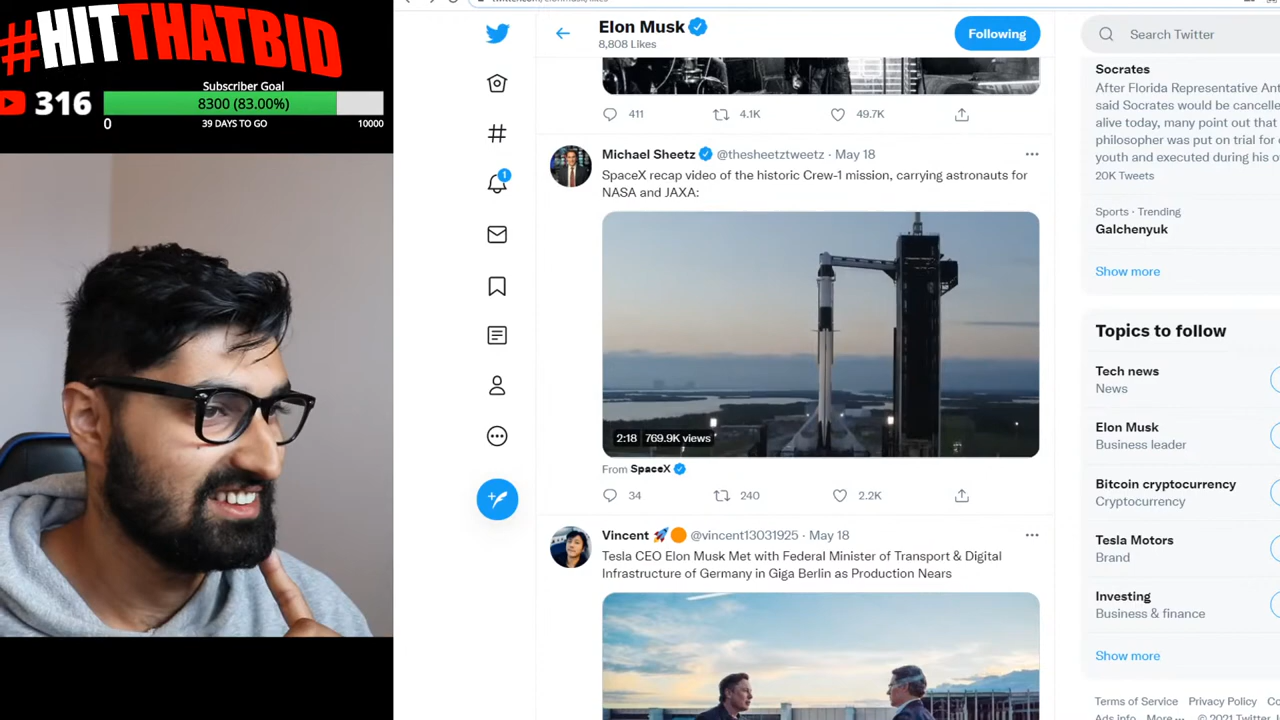 #HITTHATBID
Subscriber Goal
316
8300 (83.00%)
0
39 DAYS TO GO
10000
Elon Musk
8,808 Likes
Following
Search Twitter
411
4.1K
49.7K
Michael Sheetz @thesheetztweetz · May 18
SpaceX recap video of the historic Crew-1 mission, carrying astronauts for
NASA and JAXA:
2:18 769.9K views
From SpaceX
34
240
2.2K
1
Vincent 🚀🟠 @vincent13031925 · May 18
Tesla CEO Elon Musk Met with Federal Minister of Transport & Digital
Infrastructure of Germany in Giga Berlin as Production Nears
Socrates
After Florida Representative Ant
said Socrates would be cancelle
alive today, many point out that
philosopher was put on trial for
youth and executed during his o
20K Tweets
Sports · Trending
Galchenyuk
Show more
Topics to follow
Tech news
News
Elon Musk
Business leader
Bitcoin cryptocurrency
Cryptocurrency
Tesla Motors
Brand
Investing
Business & finance
Show more
Terms of Service Privacy Policy
Ads info More ··· © 2021 Twitter